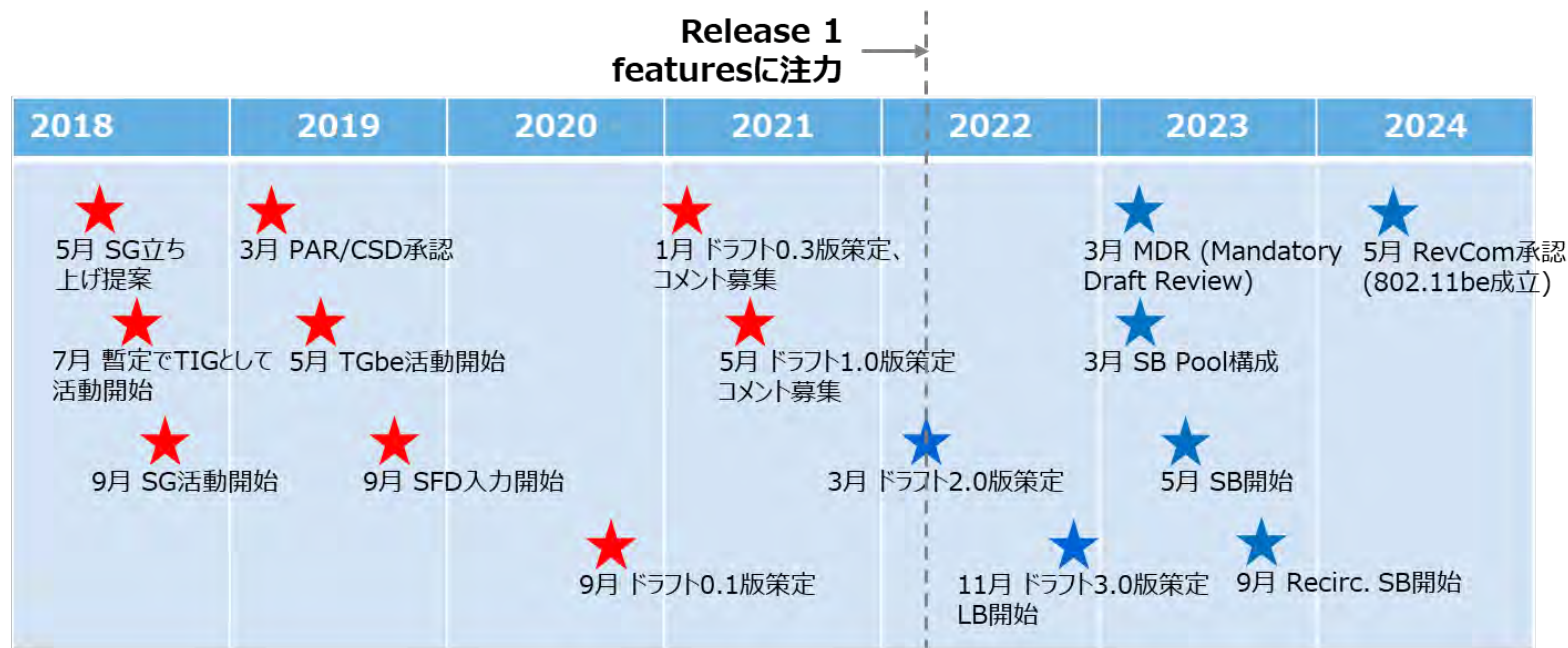 Release 1
featuresに注力
2018
2019
2020
2021
2022
2023
2024
5月 SG立ち
上げ提案
3月 PAR/CSD承認
1月 ドラフト0.3版策定、
コメント募集
3月 MDR (Mandatory
Draft Review)
5月 RevCom承認
(802.11be成立)
7月 暫定でTIGとして
活動開始
5月 TGbe活動開始
5月 ドラフト1.0版策定
コメント募集
3月 SB Pool構成
9月 SG活動開始
9月 SFD入力開始
3月 ドラフト2.0版策定
5月 SB開始
9月 ドラフト0.1版策定
11月 ドラフト3.0版策定
LB開始
9月 Recirc. SB開始